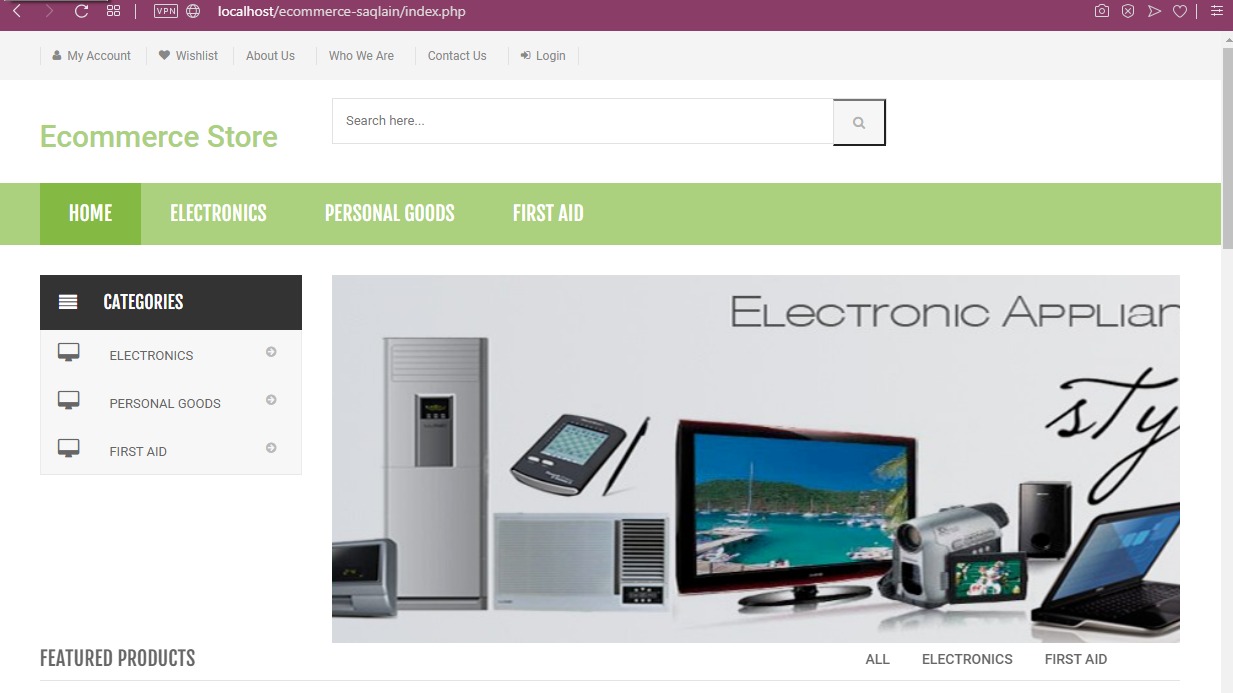 VPN localhost/ecommerce-saqlain/index.php
My Account Wishlist About Us Who We Are Contact Us Login
Search here...
Ecommerce Store
HOME ELECTRONICS PERSONAL GOODS FIRST AID
CATEGORIES
ELECTRONICS
PERSONAL GOODS
FIRST AID
Electronic Applian
sty
FEATURED PRODUCTS ALL ELECTRONICS FIRST AID